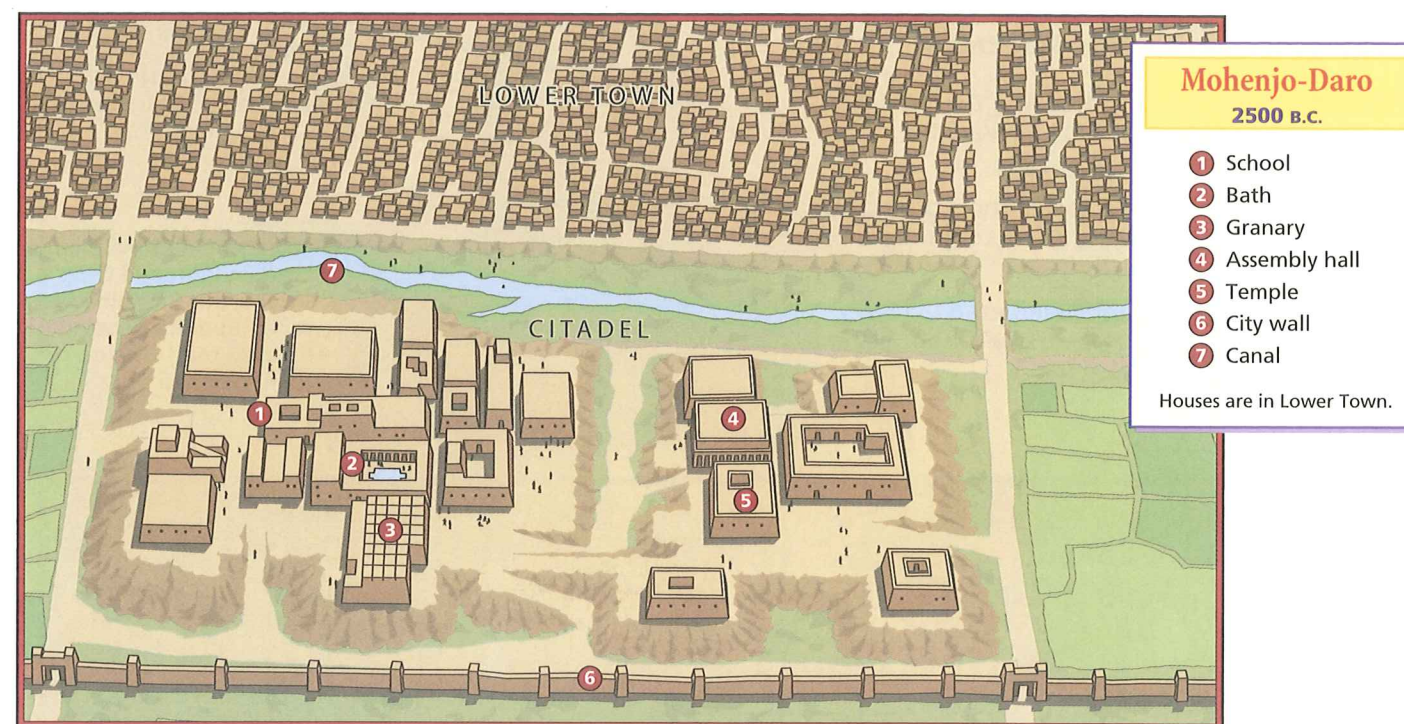 LOWER TOWN
7
CITADEL
1
4
2
5
3
6
Mohenjo-Daro
2500 B.C.
1 School
2 Bath
3 Granary
4 Assembly hall
5 Temple
6 City wall
7 Canal
Houses are in Lower Town.